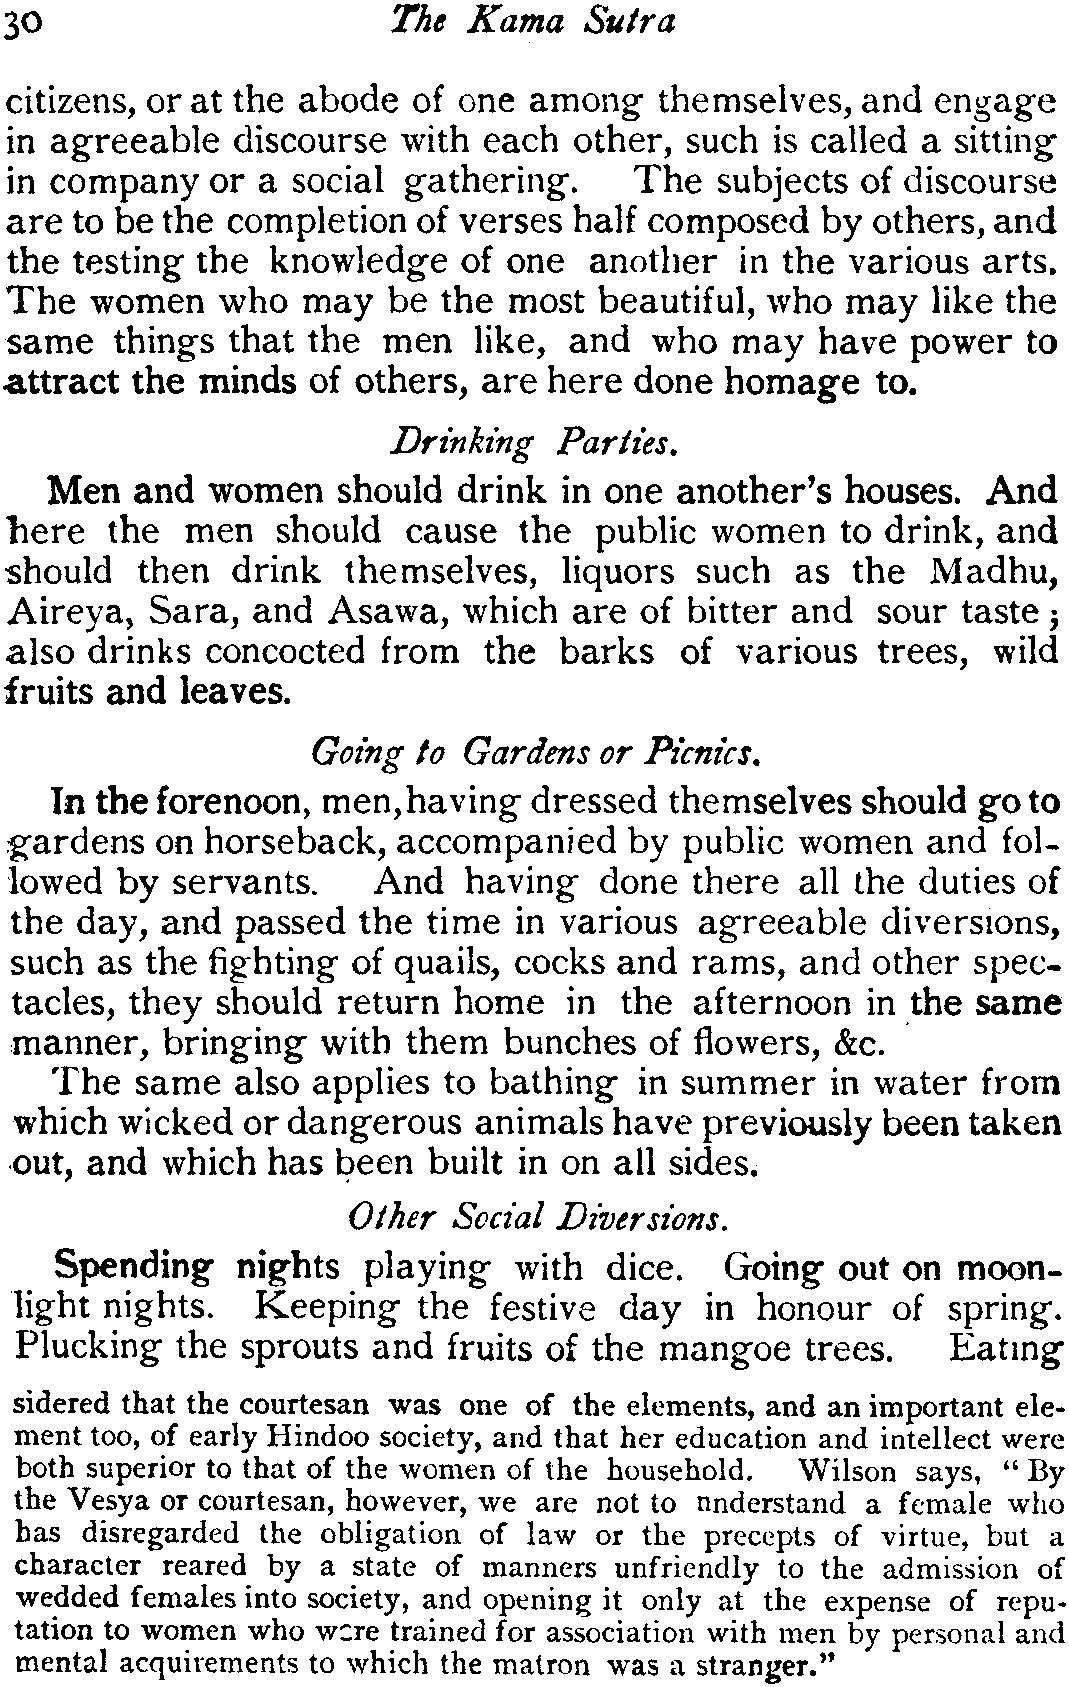 30 The Kama Sutra
citizens, or at the abode of one among themselves, and engage
in agreeable discourse with each other, such is called a sitting
in company or a social gathering. The subjects of discourse
are to be the completion of verses half composed by others, and
the testing the knowledge of one another in the various arts.
The women who may be the most beautiful, who may like the
same things that the men like, and who may have power to
attract the minds of others, are here done homage to.
Drinking Parties.
Men and women should drink in one another's houses. And
here the men should cause the public women to drink, and
should then drink themselves, liquors such as the Madhu,
Aireya, Sara, and Asawa, which are of bitter and sour taste;
also drinks concocted from the barks of various trees, wild
fruits and leaves.
Going to Gardens or Picnics.
In the forenoon, men, having dressed themselves should go to
gardens on horseback, accompanied by public women and fol-
lowed by servants. And having done there all the duties of
the day, and passed the time in various agreeable diversions,
such as the fighting of quails, cocks and rams, and other spec-
tacles, they should return home in the afternoon in the same
manner, bringing with them bunches of flowers, &c.
The same also applies to bathing in summer in water from
which wicked or dangerous animals have previously been taken
out, and which has been built in on all sides.
Other Social Diversions.
Spending nights playing with dice. Going out on moon-
light nights. Keeping the festive day in honour of spring.
Plucking the sprouts and fruits of the mangoe trees. Eating
sidered that the courtesan was one of the elements, and an important ele-
ment too, of early Hindoo society, and that her education and intellect were
both superior to that of the women of the household. Wilson says, "By
the Vesya or courtesan, however, we are not to nnderstand a female who
has disregarded the obligation of law or the precepts of virtue, but a
character reared by a state of manners unfriendly to the admission of
wedded females into society, and opening it only at the expense of repu-
tation to women who were trained for association with men by personal and
mental acquirements to which the matron was a stranger."